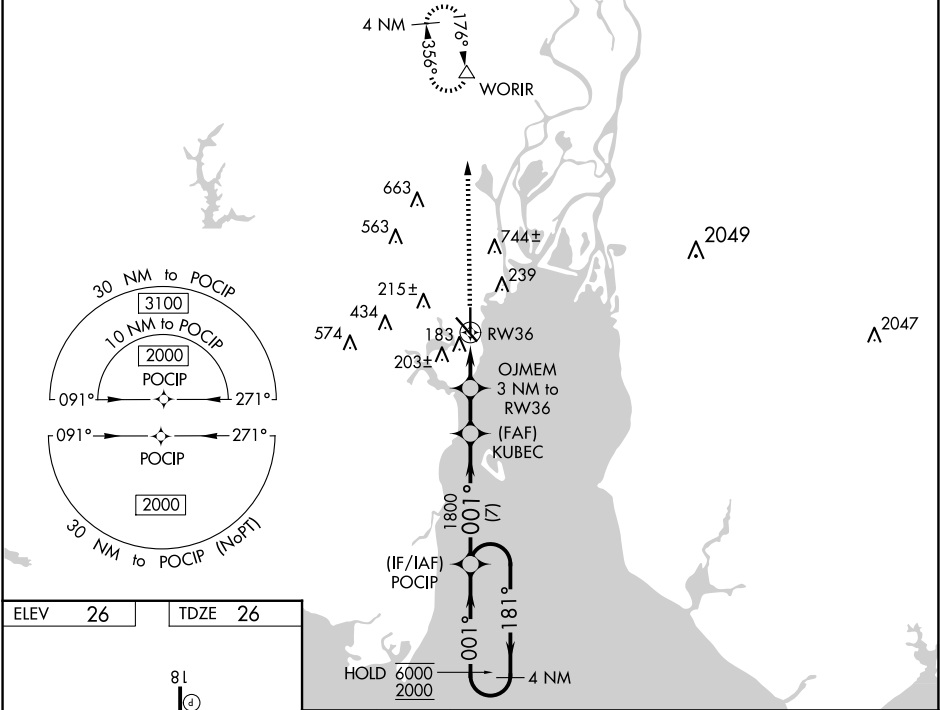 4 NM
176°
356°
WORIR
663
563
744±
2049
239
215±
434
574
183
RW36
203±
2047
OJMEM
3 NM to
RW36
(FAF)
KUBEC
1800
001°
(7)
(IF/IAF)
POCIP
001°
181°
HOLD 6000
2000
4 NM
30 NM to POCIP
3100
10 NM to POCIP
2000
POCIP
091° 271°
091° 271°
POCIP
2000
30 NM to POCIP (NoPT)
ELEV 26 TDZE 26
18
P